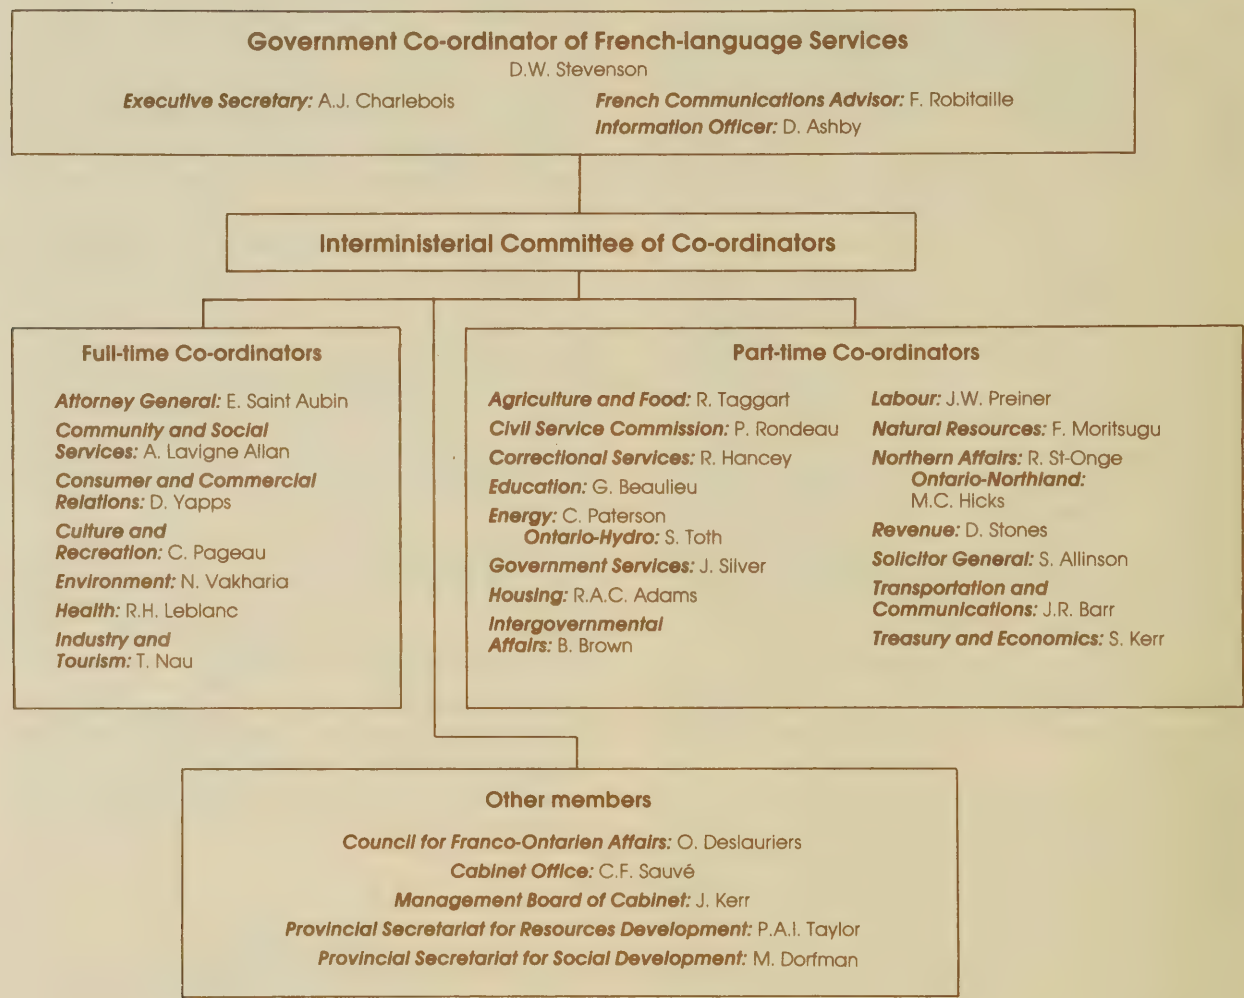 Government Co-ordinator of French-language Services
D.W. Stevenson
Executive Secretary: A.J. Charlebois
French Communications Advisor: F. Robitaille
Information Officer: D. Ashby
Interministerial Committee of Co-ordinators
Full-time Co-ordinators
Attorney General: E. Saint Aubin
Community and Social
Services: A. Lavigne Allan
Consumer and Commercial
Relations: D. Yapps
Culture and
Recreation: C. Pageau
Environment: N. Vakharia
Health: R.H. Leblanc
Industry and
Tourism: T. Nau
Part-time Co-ordinators
Agriculture and Food: R. Taggart
Civil Service Commission: P. Rondeau
Correctional Services: R. Hancey
Education: G. Beaulieu
Energy: C. Paterson
Ontario-Hydro: S. Toth
Government Services: J. Silver
Housing: R.A.C. Adams
Intergovernmental
Affairs: B. Brown
Labour: J.W. Preiner
Natural Resources: F. Moritsugu
Northern Affairs: R. St-Onge
Ontario-Northland:
M.C. Hicks
Revenue: D. Stones
Solicitor General: S. Allinson
Transportation and
Communications: J.R. Barr
Treasury and Economics: S. Kerr
Other members
Council for Franco-Ontarien Affairs: O. Deslauriers
Cabinet Office: C.F. Sauvé
Management Board of Cabinet: J. Kerr
Provincial Secretariat for Resources Development: P.A.I. Taylor
Provincial Secretariat for Social Development: M. Dorfman